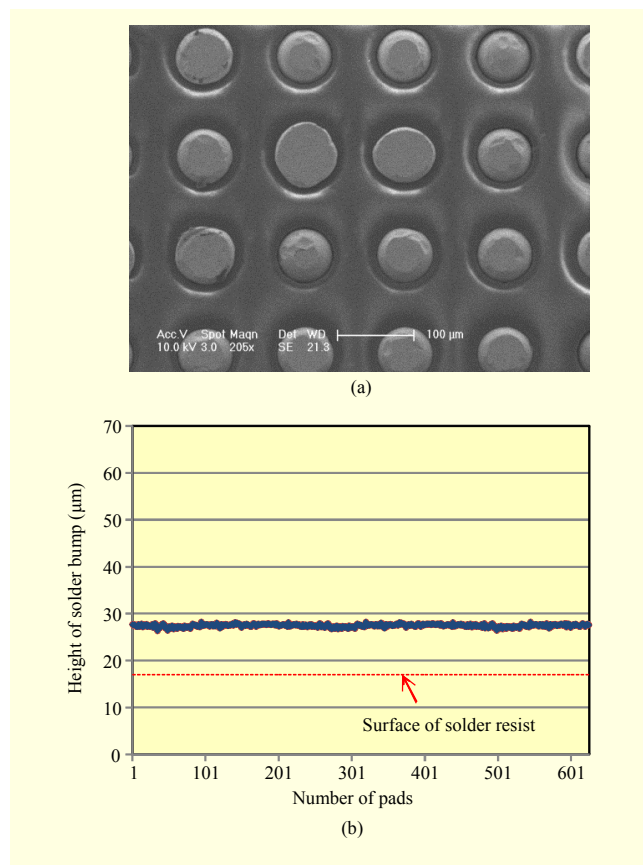 Acc.V Spot Magn Det WD 100 μm
10.0 kV 3.0 205x SE 21.3
(a)
Height of solder bump (μm)
70
60
50
40
30
20
10
0
Surface of solder resist
1 101 201 301 401 501 601
Number of pads
(b)